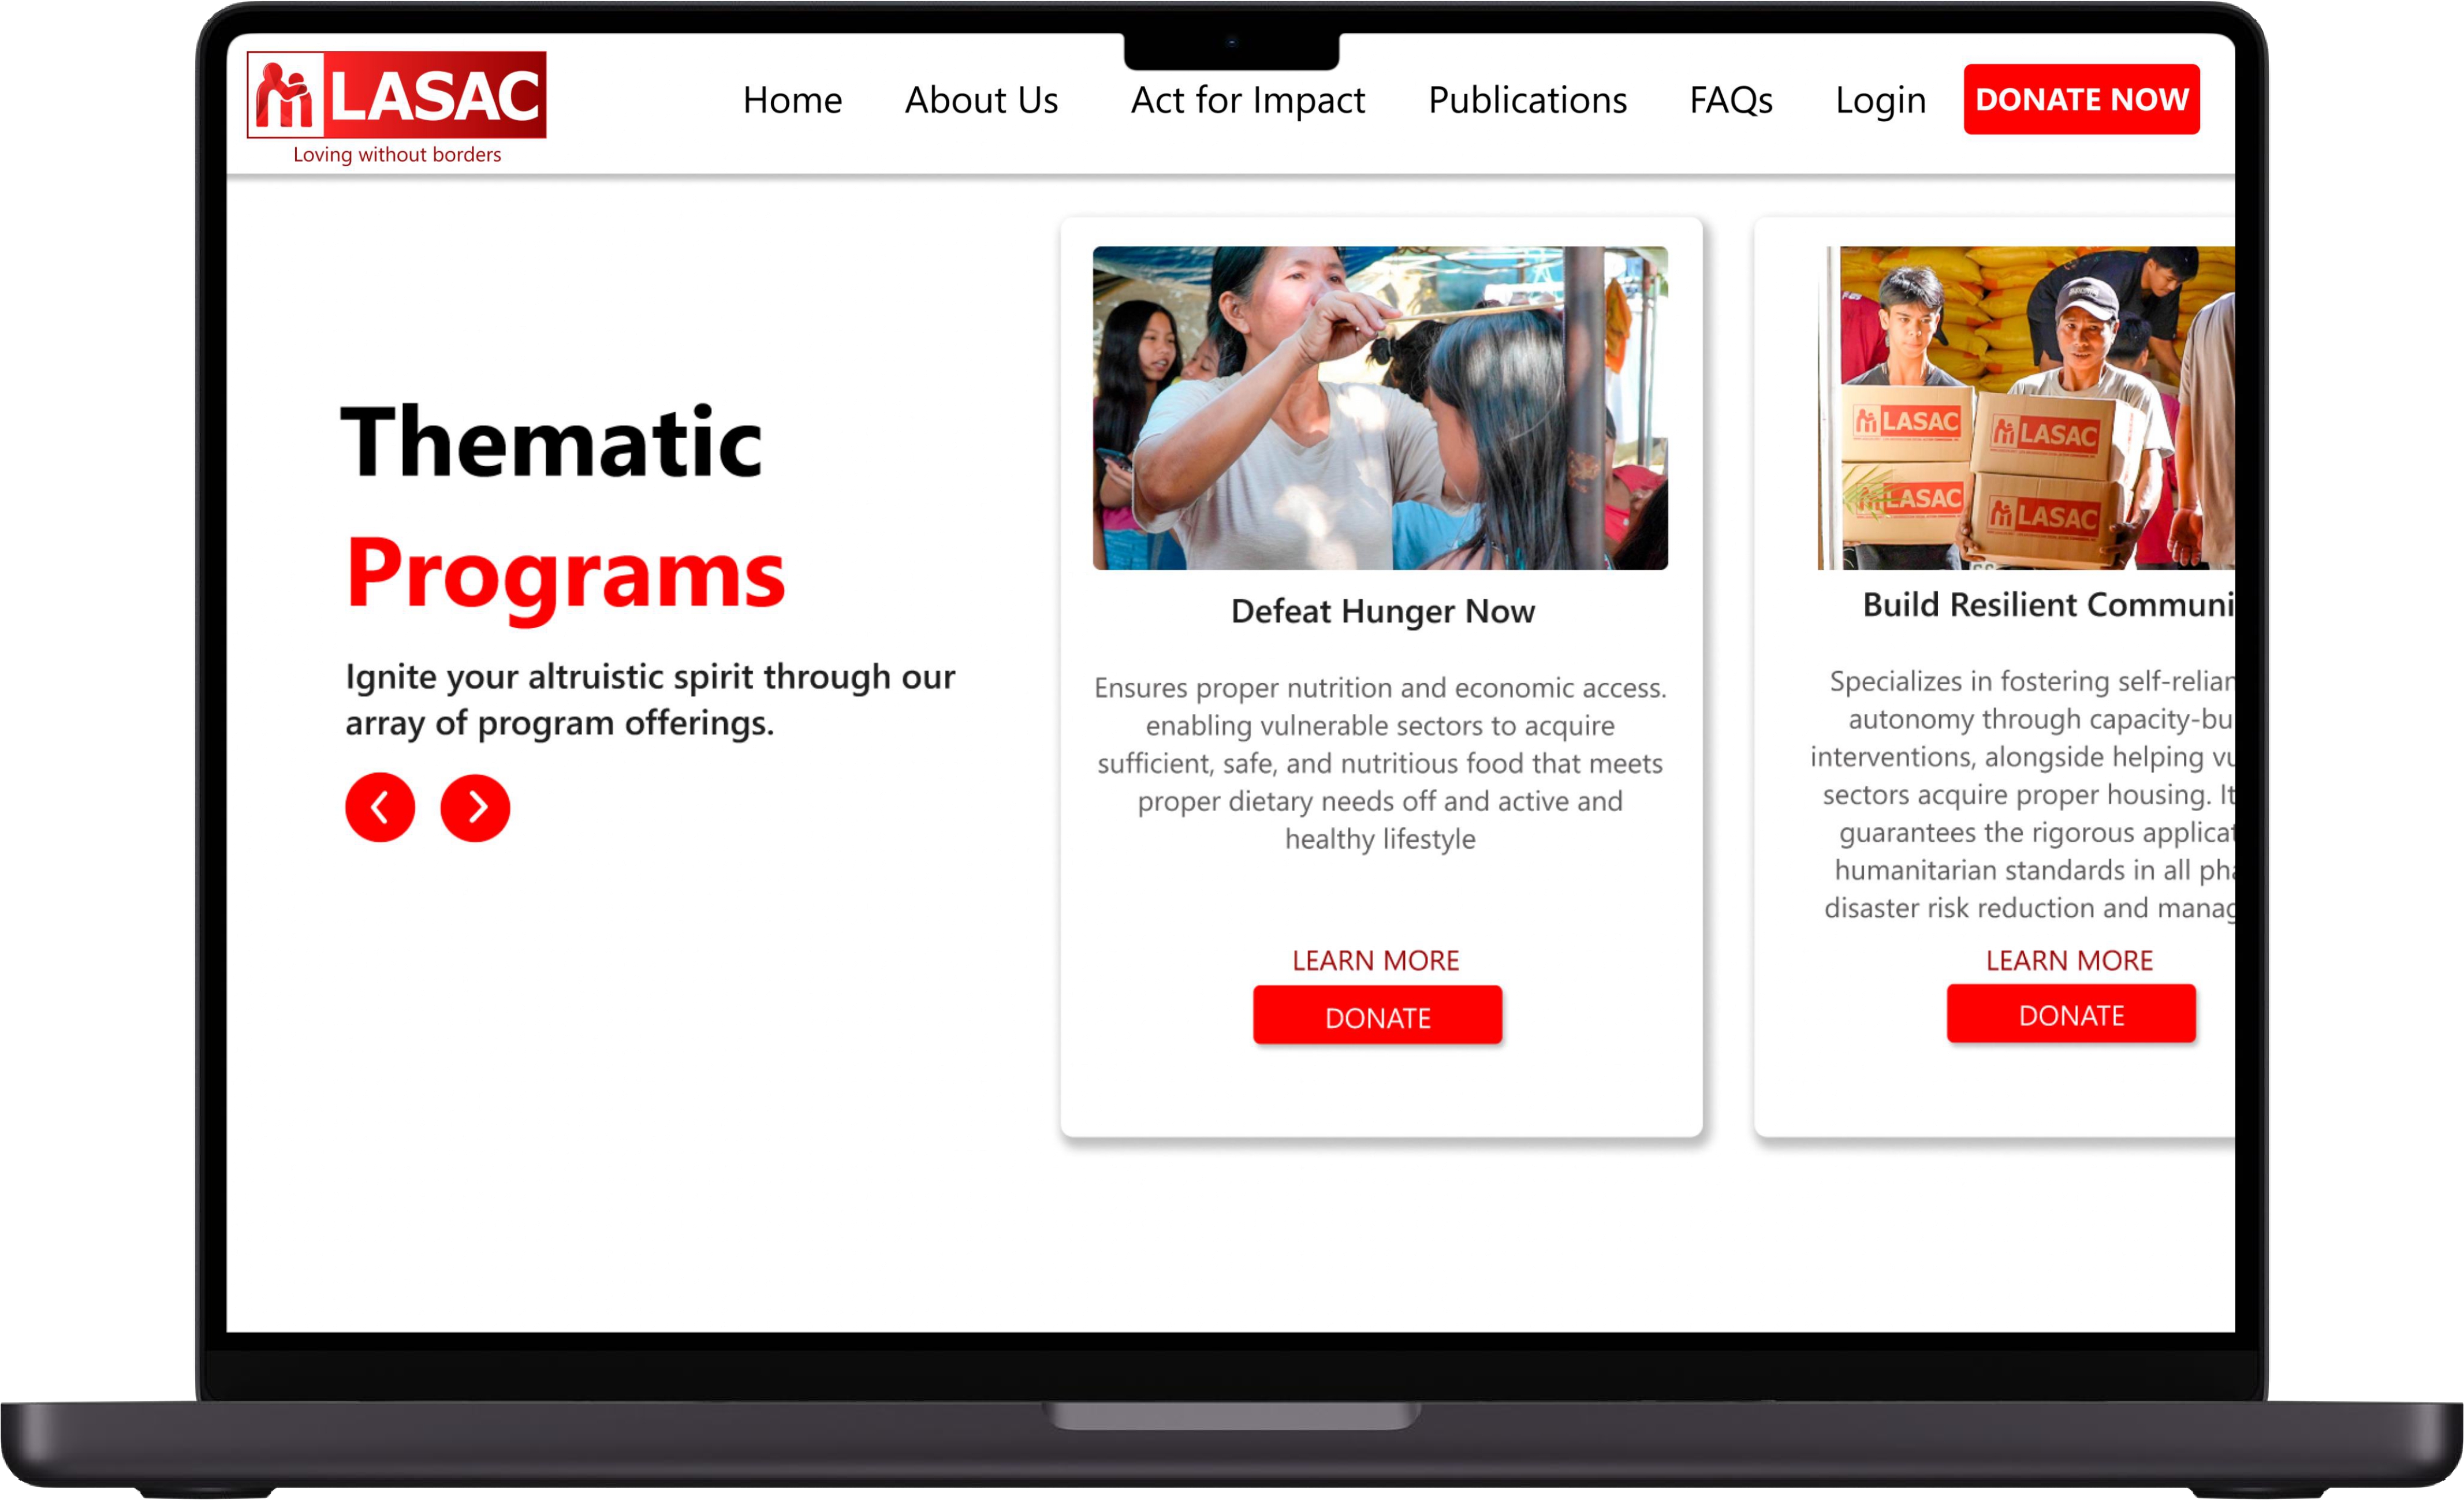 LASAC
Loving without borders
Home About Us Act for Impact Publications FAQs Login DONATE NOW
Thematic
Programs
Ignite your altruistic spirit through our
array of program offerings.
Defeat Hunger Now
Ensures proper nutrition and economic access.
enabling vulnerable sectors to acquire
sufficient, safe, and nutritious food that meets
proper dietary needs off and active and
healthy lifestyle
LEARN MORE
DONATE
LASAC
LASAC
LASAC
LASAC
Build Resilient Communi
Specializes in fostering self-relian
autonomy through capacity-bu
interventions, alongside helping vu
sectors acquire proper housing. It
guarantees the rigorous applicat
humanitarian standards in all pha
disaster risk reduction and manag
LEARN MORE
DONATE